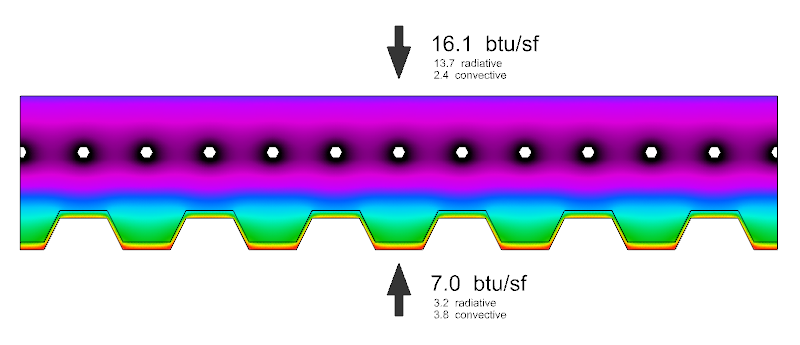 16.1 btu/sf
13.7 radiative
2.4 convective
7.0 btu/sf
3.2 radiative
3.8 convective